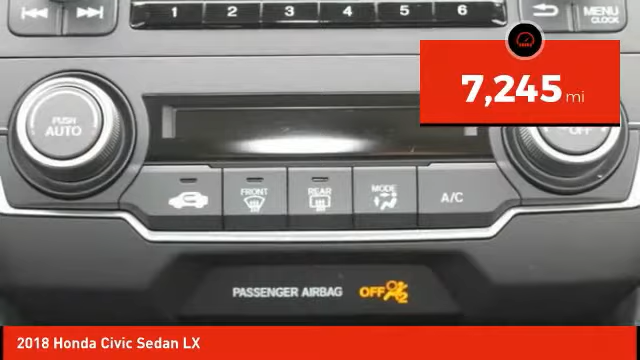 1 2 3 4 5 6
MENU
CLOCK
7,245 mi
PUSH
AUTO
OFF
FRONT
REAR
MODE
A/C
PASSENGER AIRBAG OFF 2
2018 Honda Civic Sedan LX